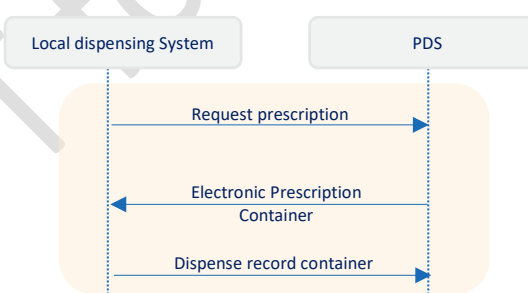 Local dispensing System
PDS
Request prescription
Electronic Prescription
Container
Dispense record container